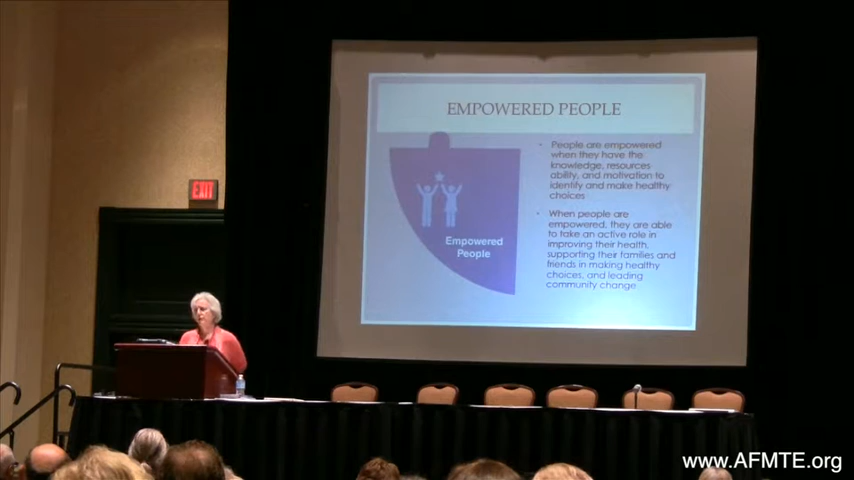 EMPOWERED PEOPLE
Empowered
People
• People are empowered
when they have the
knowledge, resources
ability, and motivation to
identify and make healthy
choices
• When people are
empowered, they are able
to take an active role in
improving their health,
supporting their families and
friends in making healthy
choices, and leading
community change
EXIT
www.AFMTE.org